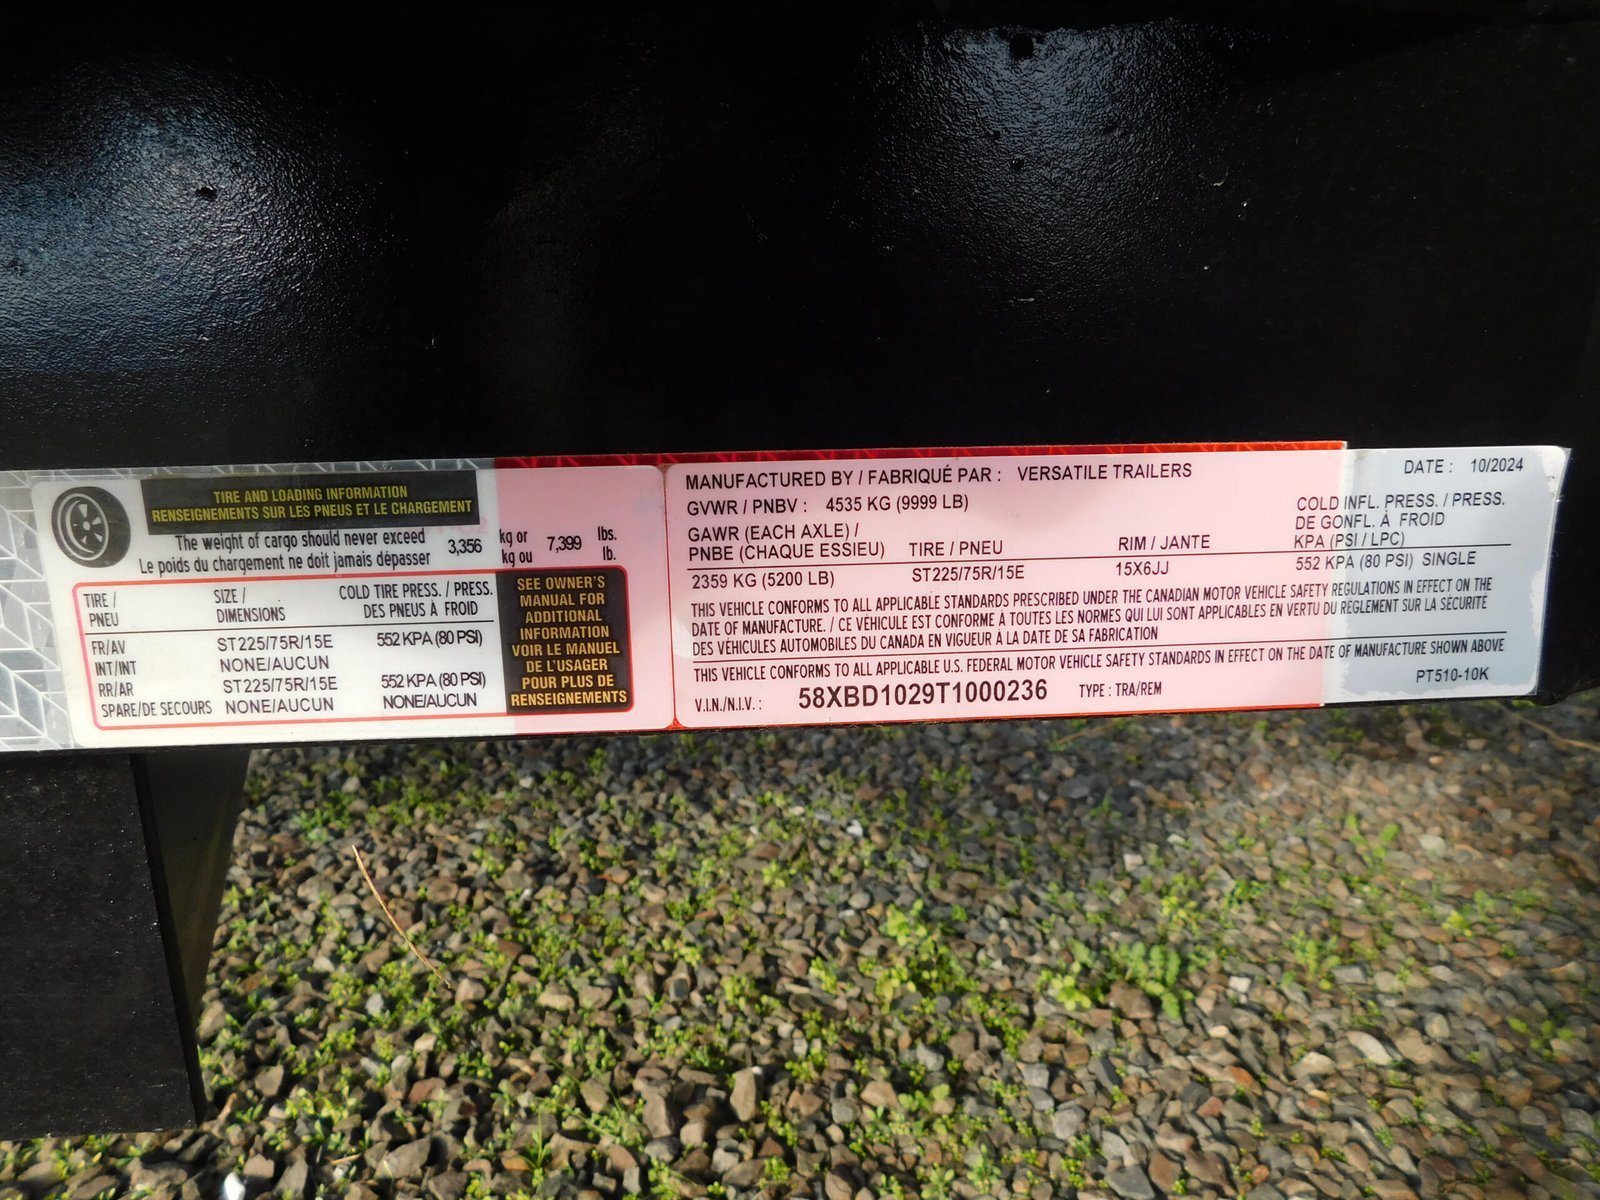 TIRE AND LOADING INFORMATION
RENSEIGNEMENTS SUR LES PNEUS ET LE CHARGEMENT
The weight of cargo should never exceed 3,356 kg or 7,399 lbs.
Le poids du chargement ne doit jamais dépasser kg ou lb.
TIRE / SIZE / COLD TIRE PRESS. / PRESS.
PNEU DIMENSIONS DES PNEUS À FROID
FR/AV ST225/75R/15E 552 KPA (80 PSI)
INT/INT NONE/AUCUN
RR/AR ST225/75R/15E 552 KPA (80 PSI)
SPARE/DE SECOURS NONE/AUCUN NONE/AUCUN
SEE OWNER'S
MANUAL FOR
ADDITIONAL
INFORMATION
VOIR LE MANUEL
DE L'USAGER
POUR PLUS DE
RENSEIGNEMENTS
MANUFACTURED BY / FABRIQUÉ PAR : VERSATILE TRAILERS DATE : 10/2024
GVWR / PNBV : 4535 KG (9999 LB)
GAWR (EACH AXLE) /
PNBE (CHAQUE ESSIEU) TIRE / PNEU RIM / JANTE
COLD INFL. PRESS. / PRESS.
DE GONFL. À FROID
KPA (PSI / LPC)
2359 KG (5200 LB) ST225/75R/15E 15X6JJ 552 KPA (80 PSI) SINGLE
THIS VEHICLE CONFORMS TO ALL APPLICABLE STANDARDS PRESCRIBED UNDER THE CANADIAN MOTOR VEHICLE SAFETY REGULATIONS IN EFFECT ON THE
DATE OF MANUFACTURE. / CE VÉHICULE EST CONFORME À TOUTES LES NORMES QUI LUI SONT APPLICABLES EN VERTU DU RÈGLEMENT SUR LA SÉCURITÉ
DES VÉHICULES AUTOMOBILES DU CANADA EN VIGUEUR À LA DATE DE SA FABRICATION
THIS VEHICLE CONFORMS TO ALL APPLICABLE U.S. FEDERAL MOTOR VEHICLE SAFETY STANDARDS IN EFFECT ON THE DATE OF MANUFACTURE SHOWN ABOVE
V.I.N./N.I.V. : 58XBD1029T1000236 TYPE : TRA/REM PT510-10K